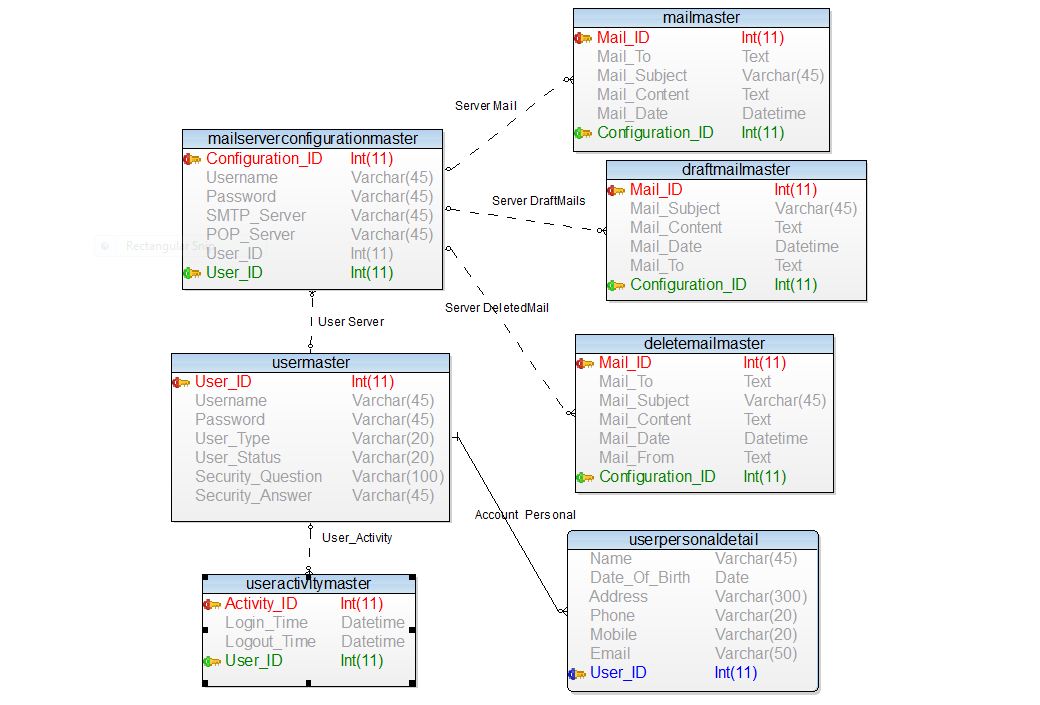 mailmaster
Mail_ID Int(11)
Mail_To Text
Mail_Subject Varchar(45)
Mail_Content Text
Mail_Date Datetime
Configuration_ID Int(11)
Server Mail
mailserverconfigurationmaster
Configuration_ID Int(11)
Username Varchar(45)
Password Varchar(45)
SMTP_Server Varchar(45)
POP_Server Varchar(45)
User_ID Int(11)
User_ID Int(11)
Rectangular Snip
draftmailmaster
Mail_ID Int(11)
Mail_Subject Varchar(45)
Mail_Content Text
Mail_Date Datetime
Mail_To Text
Configuration_ID Int(11)
Server DraftMails
Server DeletedMail
User Server
deletemailmaster
Mail_ID Int(11)
Mail_To Text
Mail_Subject Varchar(45)
Mail_Content Text
Mail_Date Datetime
Mail_From Text
Configuration_ID Int(11)
usermaster
User_ID Int(11)
Username Varchar(45)
Password Varchar(45)
User_Type Varchar(20)
User_Status Varchar(20)
Security_Question Varchar(100)
Security_Answer Varchar(45)
Account Personal
User_Activity
userpersonaldetail
Name Varchar(45)
Date_Of_Birth Date
Address Varchar(300)
Phone Varchar(20)
Mobile Varchar(20)
Email Varchar(50)
User_ID Int(11)
useractivitymaster
Activity_ID Int(11)
Login_Time Datetime
Logout_Time Datetime
User_ID Int(11)